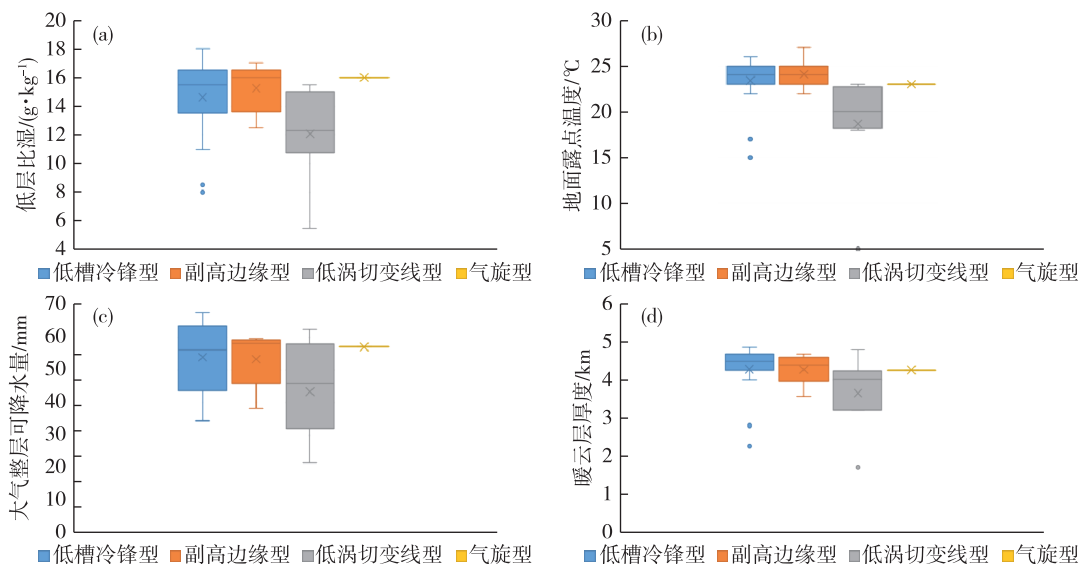 (a)
低层比湿/(g•kg⁻¹)
20
18
16
14
12
10
8
6
4
低槽冷锋型 副高边缘型 低涡切变线型 气旋型
(b)
地面露点温度/℃
30
25
20
15
10
5
低槽冷锋型 副高边缘型 低涡切变线型 气旋型
(c)
大气整层可降水量/mm
70
60
50
40
30
20
10
0
低槽冷锋型 副高边缘型 低涡切变线型 气旋型
(d)
暖云层厚度/km
6
5
4
3
2
1
0
低槽冷锋型 副高边缘型 低涡切变线型 气旋型